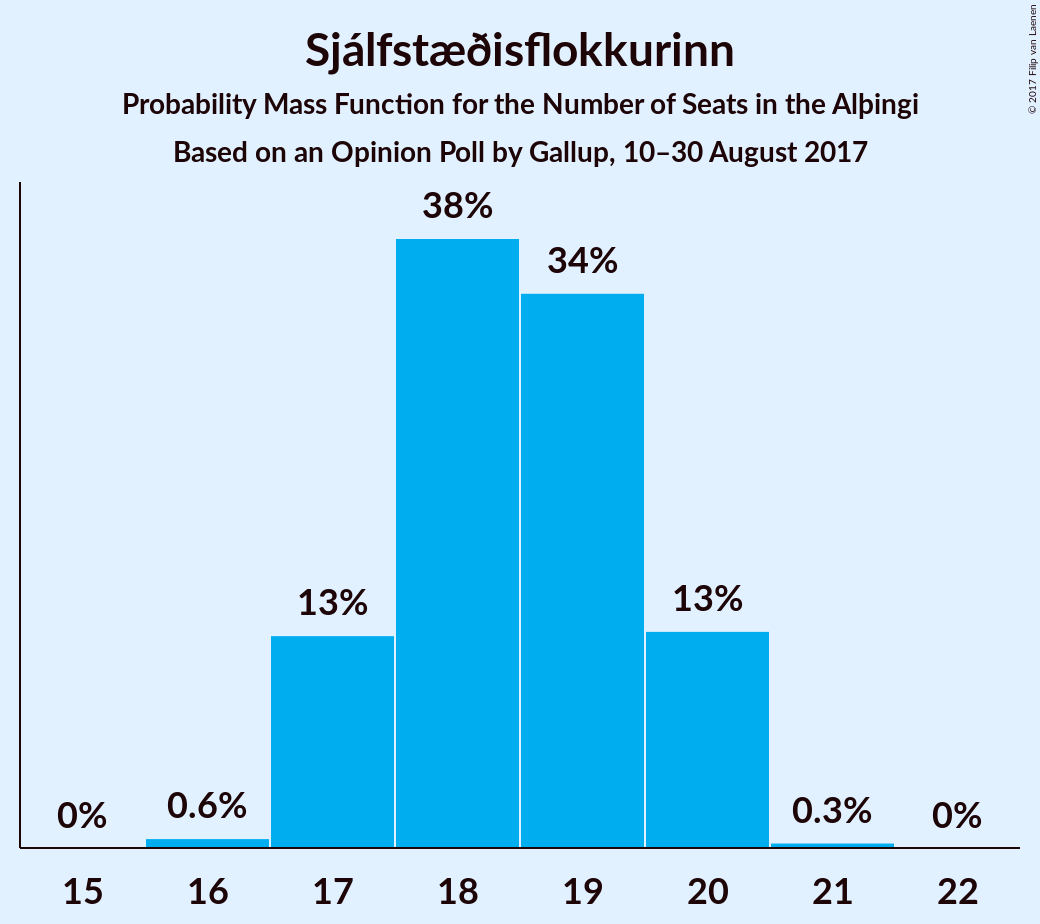 Sjálfstæðisflokkurinn
Probability Mass Function for the Number of Seats in the Alþingi
Based on an Opinion Poll by Gallup, 10–30 August 2017
© 2017 Filip van Laenen
0% 0.6% 13% 38% 34% 13% 0.3% 0%
15 16 17 18 19 20 21 22